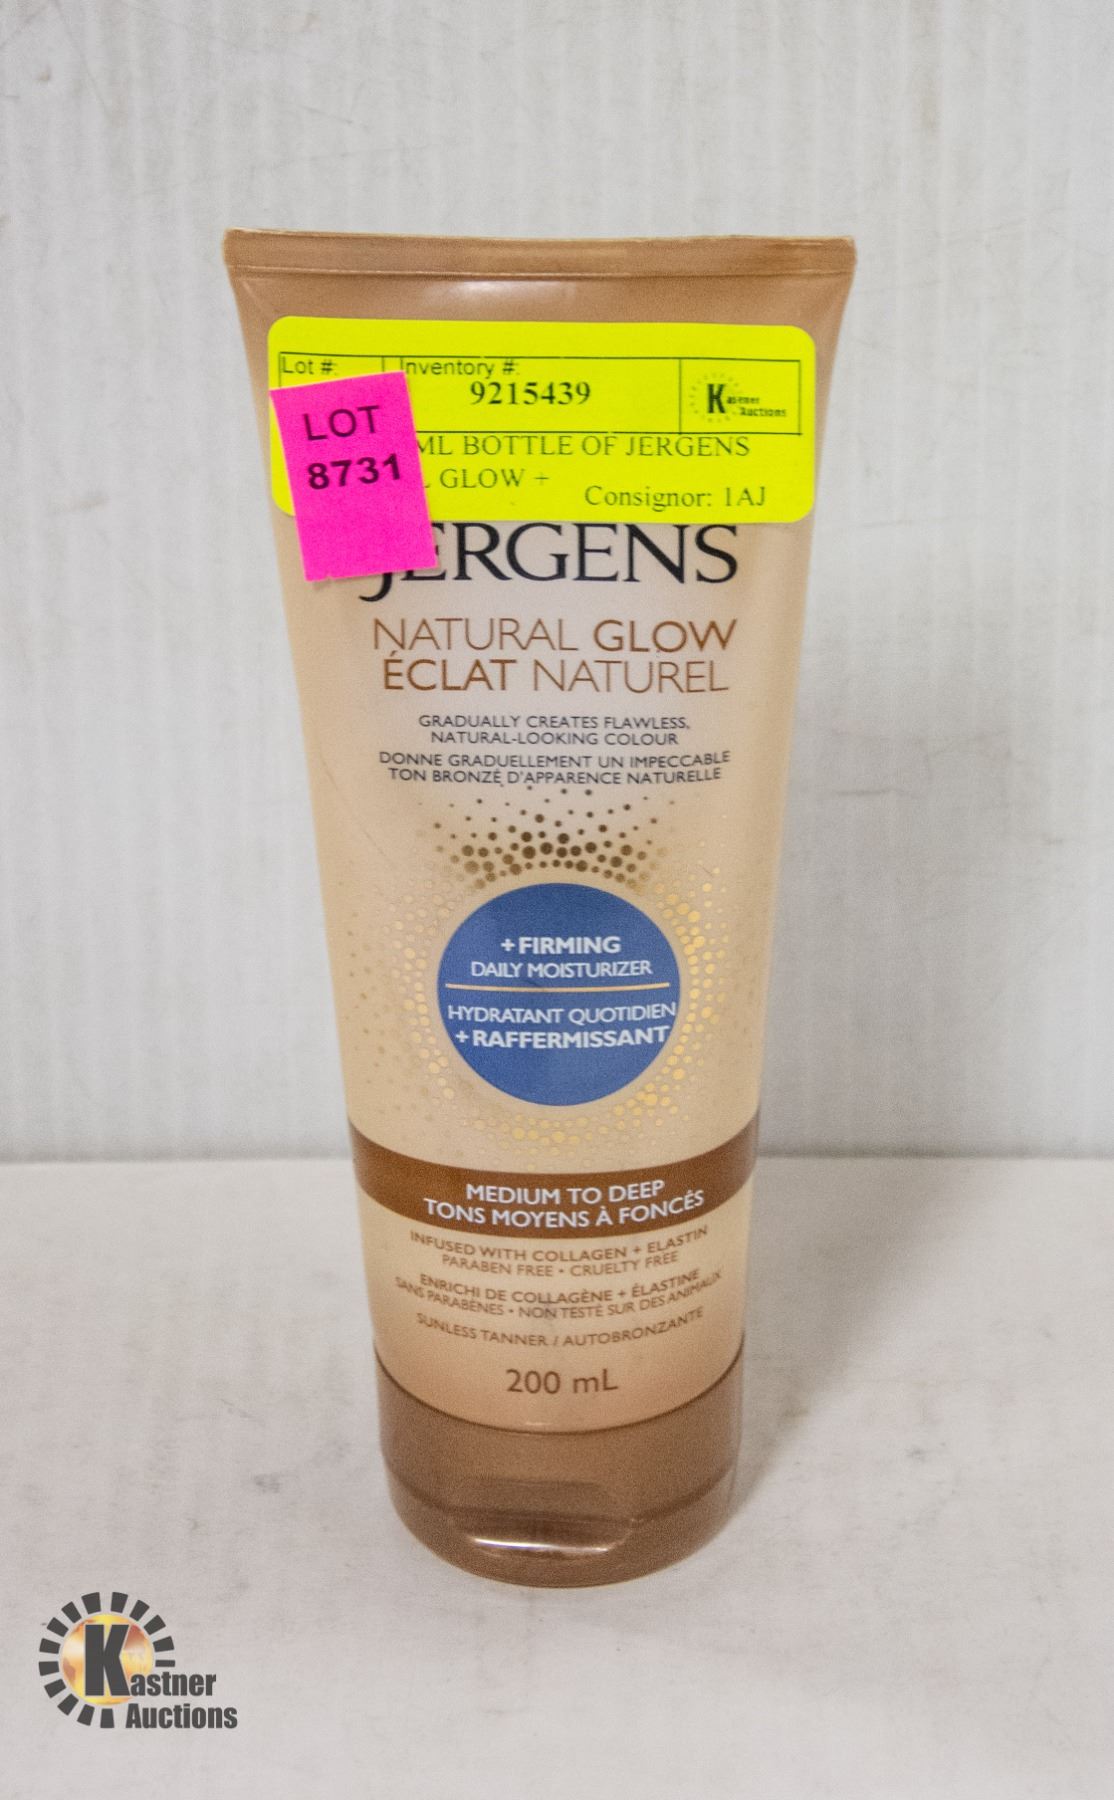 Lot #:
Inventory #:
9215439
Kastner
Auctions
LOT
8731
ML BOTTLE OF JERGENS
GLOW +
Consignor: 1AJ
JERGENS
NATURAL GLOW
ÉCLAT NATUREL
GRADUALLY CREATES FLAWLESS,
NATURAL-LOOKING COLOUR
DONNE GRADUELLEMENT UN IMPECCABLE
TON BRONZÉ D'APPARENCE NATURELLE
+FIRMING
DAILY MOISTURIZER
HYDRATANT QUOTIDIEN
+RAFFERMISSANT
MEDIUM TO DEEP
TONS MOYENS À FONCÉS
INFUSED WITH COLLAGEN + ELASTIN
PARABEN FREE • CRUELTY FREE
ENRICHI DE COLLAGÈNE + ÉLASTINE
SANS PARABÈNES • NON TESTÉ SUR DES ANIMAUX
SUNLESS TANNER / AUTOBRONZANTE
200 mL
Kastner
Auctions